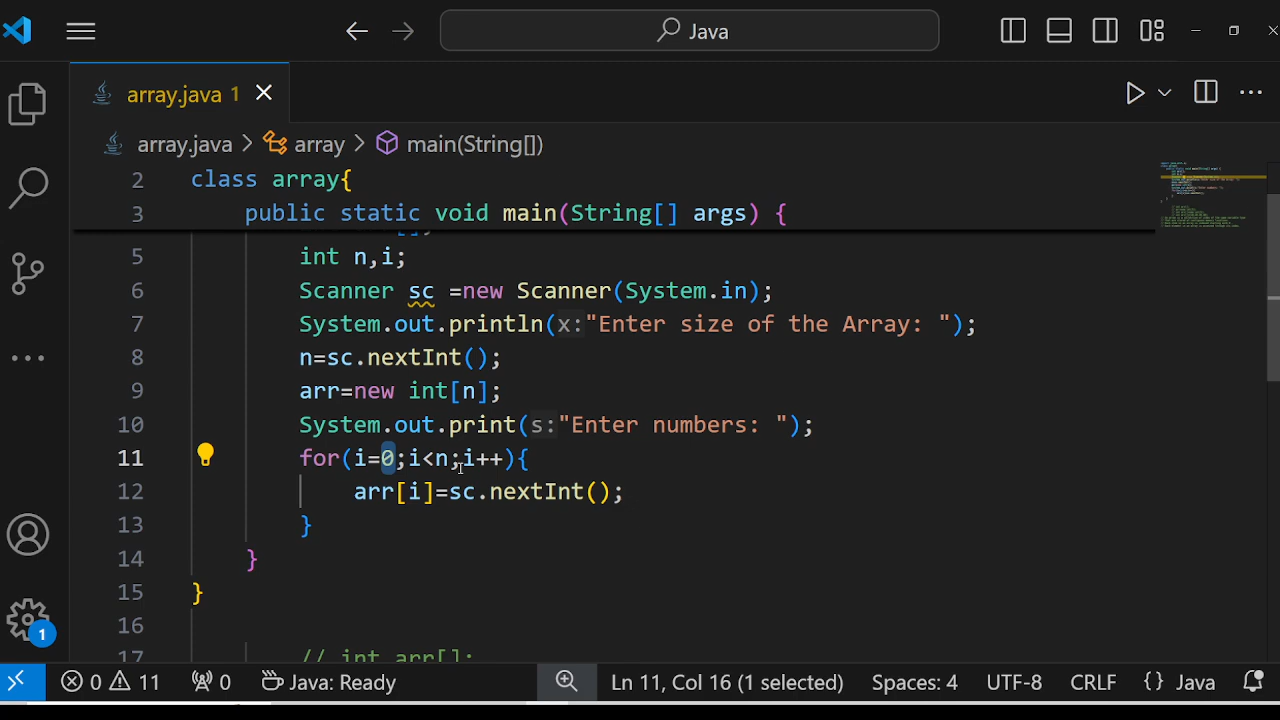 Java
array.java 1
array.java > array > main(String[])
2 class array{
3 public static void main(String[] args) {
5 int n,i;
6 Scanner sc =new Scanner(System.in);
7 System.out.println(x:"Enter size of the Array: ");
8 n=sc.nextInt();
9 arr=new int[n];
10 System.out.print(s:"Enter numbers: ");
11 for(i=0;i<n;i++){
12 arr[i]=sc.nextInt();
13 }
14 }
15 }
16
17 // int arr[];
1
0 11 0 Java: Ready Ln 11, Col 16 (1 selected) Spaces: 4 UTF-8 CRLF {} Java